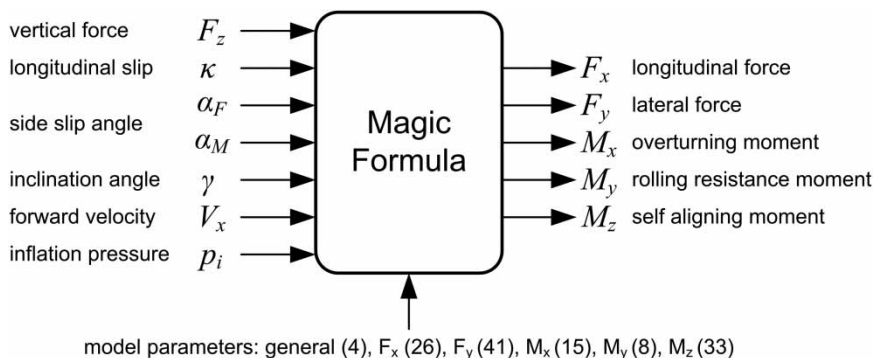 vertical force F_z
longitudinal slip κ F_x longitudinal force
side slip angle α_F F_y lateral force
α_M Magic Formula M_x overturning moment
inclination angle γ M_y rolling resistance moment
forward velocity V_x M_z self aligning moment
inflation pressure p_i
model parameters: general (4), F_x (26), F_y (41), M_x (15), M_y (8), M_z (33)